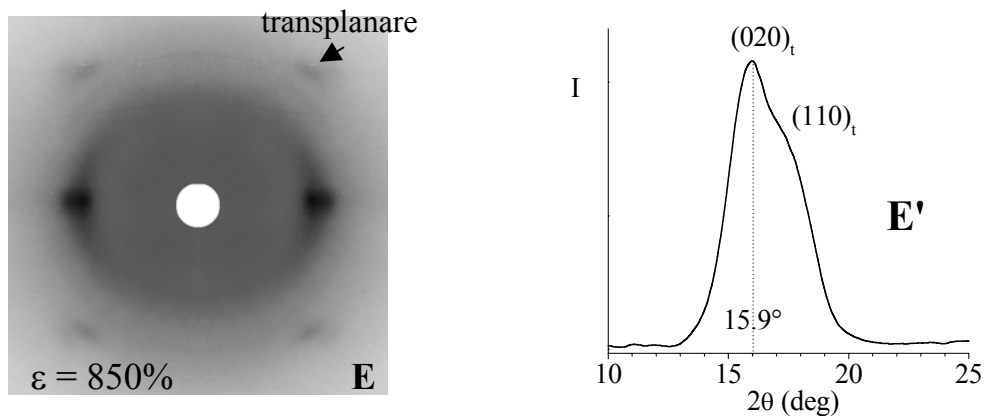 transplanare
ε = 850%
E
(020)t
I
(110)t
E'
15.9°
10 15 20 25
2θ (deg)